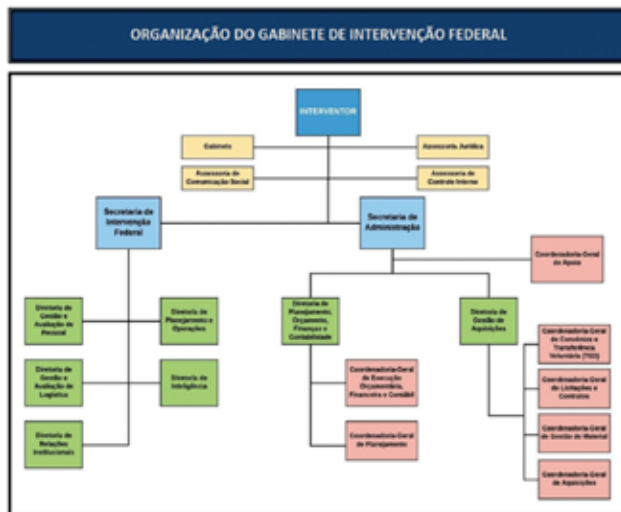 ORGANIZAÇÃO DO GABINETE DE INTERVENÇÃO FEDERAL
INTERVENTOR
Gabinete
Assessoria Jurídica
Assessoria de
Comunicação Social
Assessoria de
Controle Interno
Secretaria de
Intervenção
Federal
Secretaria de
Administração
Coordenadoria-Geral
de Apoio
Diretoria de
Gestão e
Avaliação de
Pessoal
Diretoria de
Planejamento e
Operações
Diretoria de
Planejamento,
Orçamento,
Finanças e
Contabilidade
Diretoria de
Gestão de
Aquisições
Coordenadoria-Geral
de Convênios e
Transferência
Voluntária (TED)
Diretoria de
Gestão e
Avaliação de
Logística
Diretoria de
Inteligência
Coordenadoria-Geral
de Execução
Orçamentária,
Financeira e Contábil
Coordenadoria-Geral
de Licitações e
Contratos
Diretoria de
Relações
Institucionais
Coordenadoria-Geral
de Planejamento
Coordenadoria-Geral
de Gestão de Material
Coordenadoria-Geral
de Aquisições